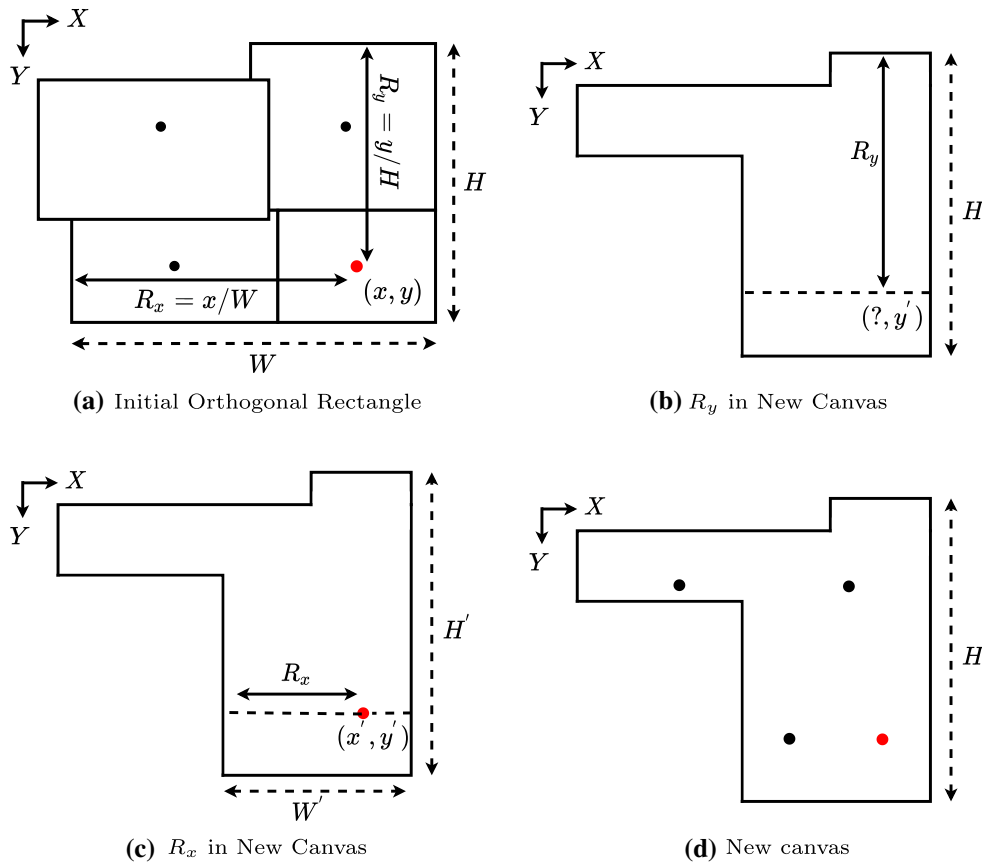 X
Y
R_y = y/H
H
(x, y)
R_x = x/W
W
(a) Initial Orthogonal Rectangle
X
Y
R_y
H
(?, y')
(b) R_y in New Canvas
X
Y
H'
R_x
(x', y')
W'
(c) R_x in New Canvas
X
Y
H
(d) New canvas